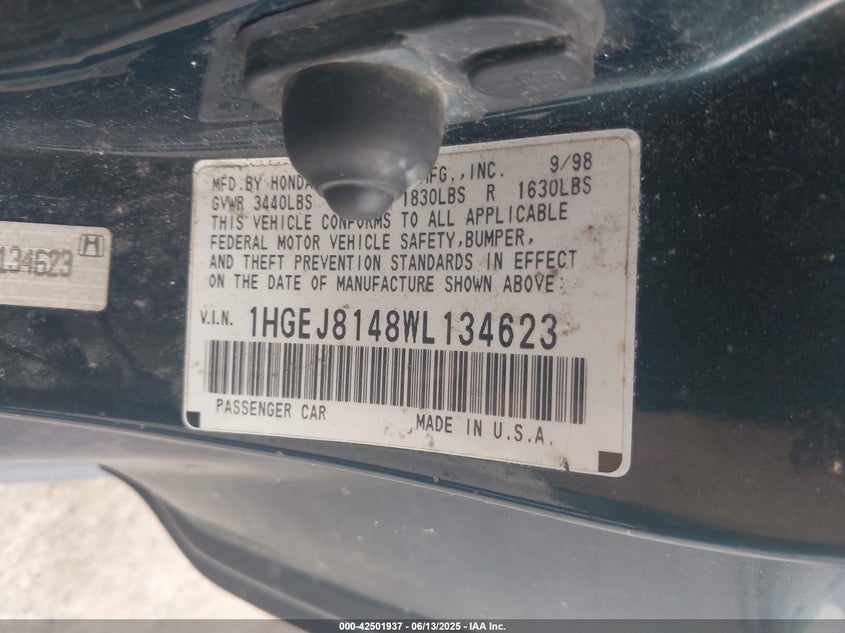 MFD.BY HONDA MFG.,INC. 9/98
GVWR 3440LBS 1830LBS R 1630LBS
THIS VEHICLE CONFORMS TO ALL APPLICABLE
FEDERAL MOTOR VEHICLE SAFETY,BUMPER,
AND THEFT PREVENTION STANDARDS IN EFFECT
ON THE DATE OF MANUFACTURE SHOWN ABOVE:
V.I.N. 1HGEJ8148WL134623
PASSENGER CAR MADE IN U.S.A.
134623
000-42501937 - 06/13/2025 - IAA Inc.